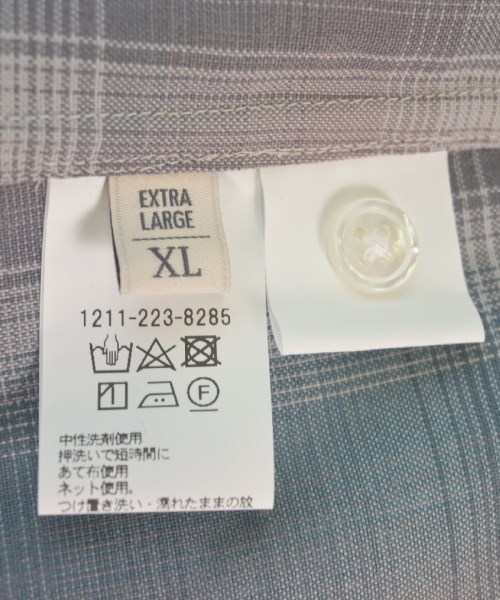 EXTRA
LARGE
XL
1211-223-8285
F
中性洗剤使用
押洗いで短時間に
あて布使用
ネット使用。
つけ置き洗い・濡れたままの放